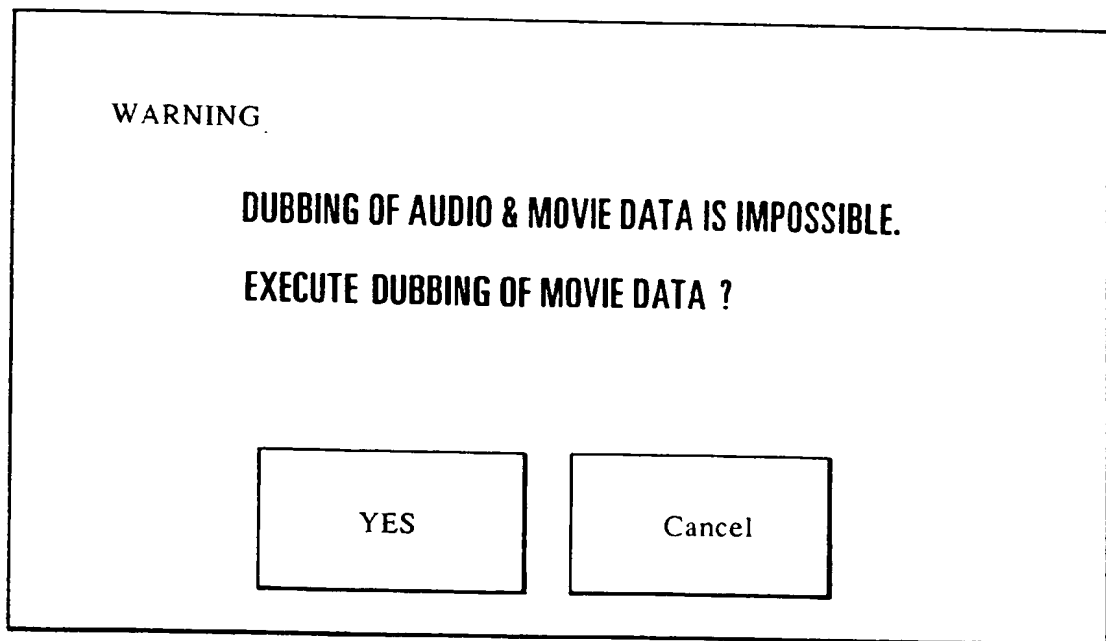 WARNING
DUBBING OF AUDIO & MOVIE DATA IS IMPOSSIBLE.
EXECUTE DUBBING OF MOVIE DATA ?
YES
Cancel